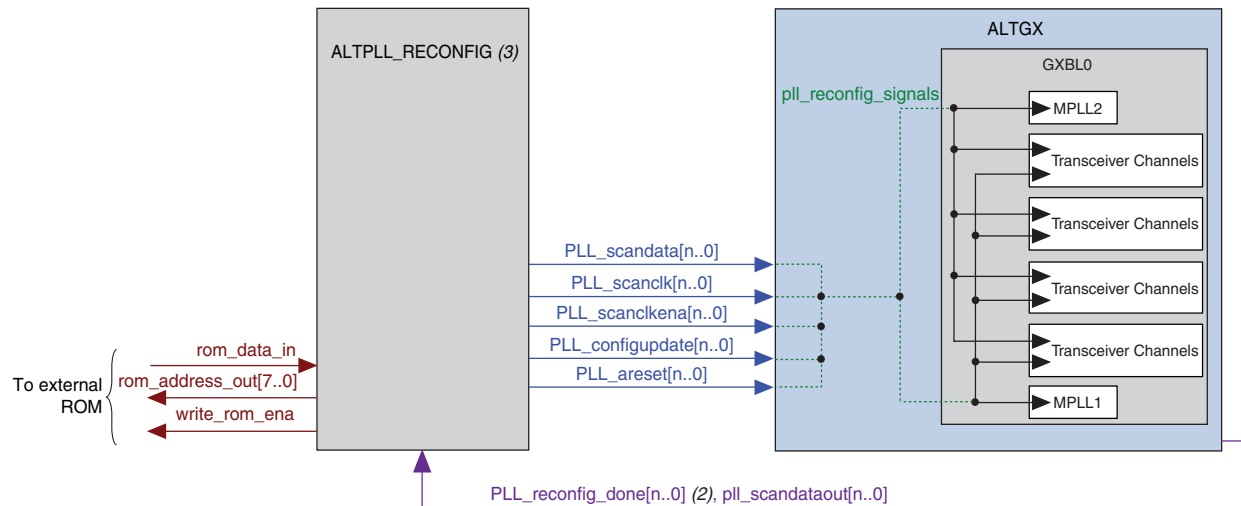 ALTPLL_RECONFIG (3)
ALTGX
GXBL0
pll_reconfig_signals
MPLL2
Transceiver Channels
Transceiver Channels
Transceiver Channels
Transceiver Channels
MPLL1
PLL_scandata[n..0]
PLL_scanclk[n..0]
PLL_scanclkena[n..0]
PLL_configupdate[n..0]
PLL_areset[n..0]
To external
ROM
rom_data_in
rom_address_out[7..0]
write_rom_ena
PLL_reconfig_done[n..0] (2), pll_scandataout[n..0]